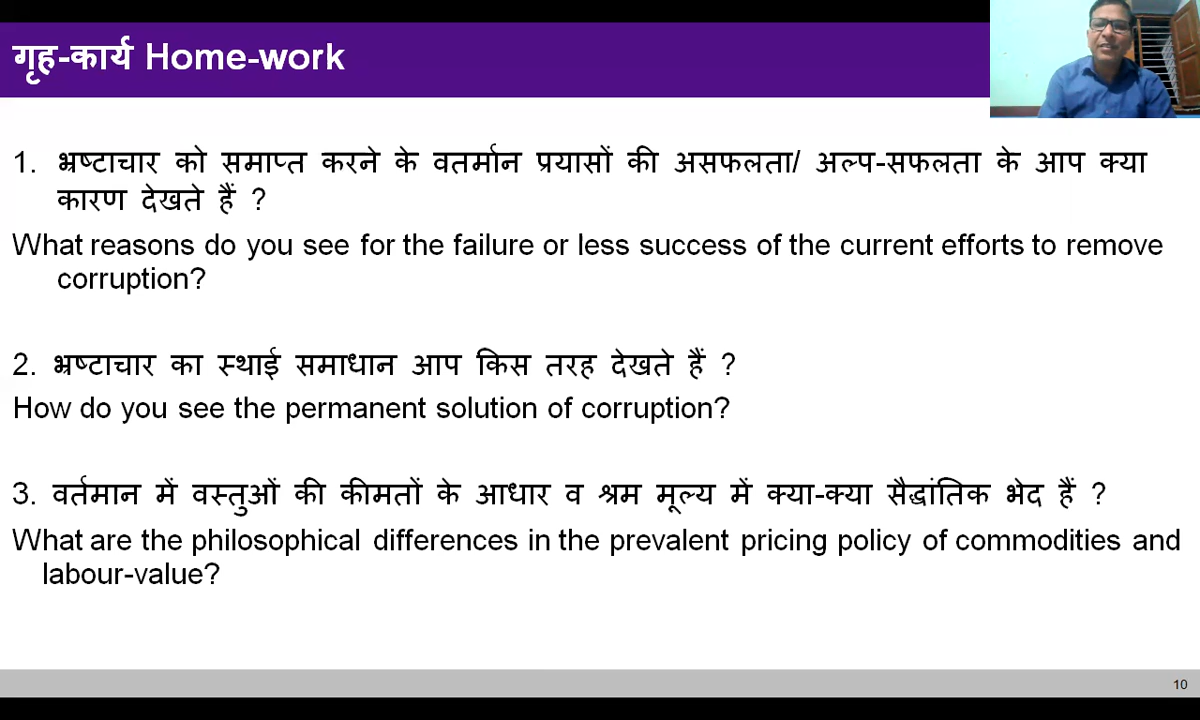 गृह-कार्य Home-work
1. भ्रष्टाचार को समाप्त करने के वतर्मान प्रयासों की असफलता/ अल्प-सफलता के आप क्या
कारण देखते हैं ?
What reasons do you see for the failure or less success of the current efforts to remove
corruption?
2. भ्रष्टाचार का स्थाई समाधान आप किस तरह देखते हैं ?
How do you see the permanent solution of corruption?
3. वर्तमान में वस्तुओं की कीमतों के आधार व श्रम मूल्य में क्या-क्या सैद्धांतिक भेद हैं ?
What are the philosophical differences in the prevalent pricing policy of commodities and
labour-value?
10